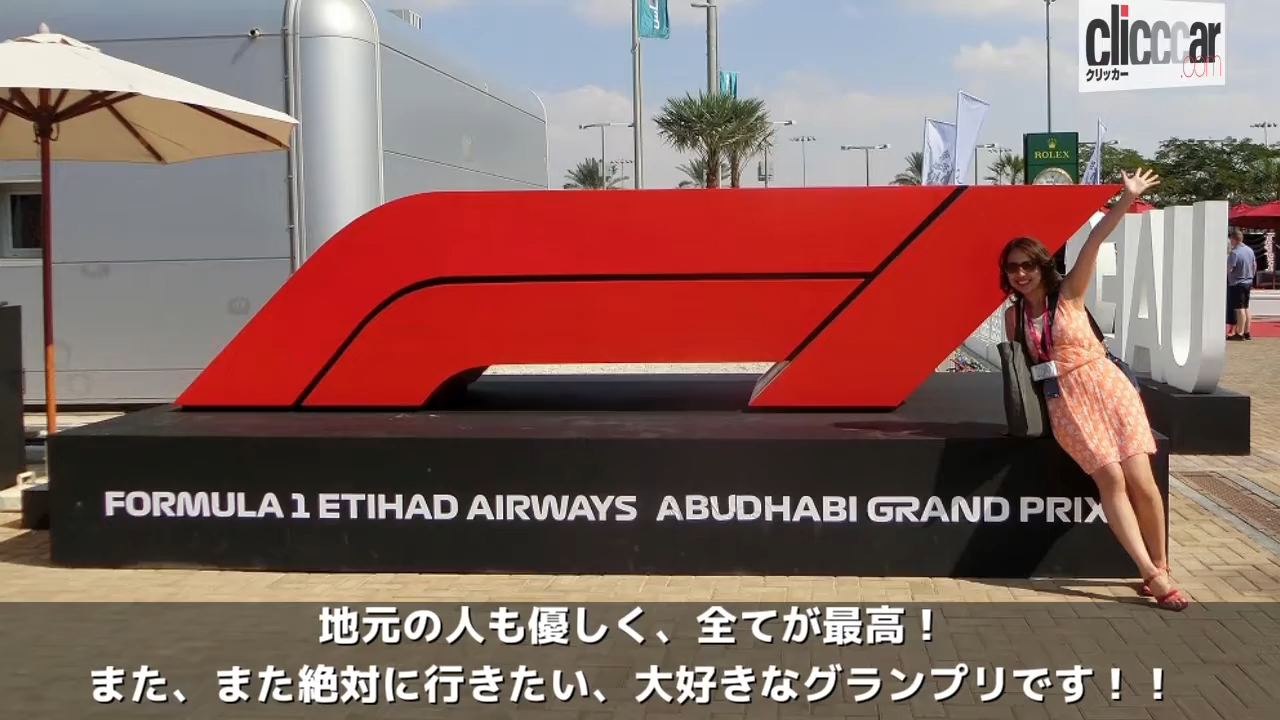 clicccar
.com
クリッカー
ROLEX
FORMULA 1 ETIHAD AIRWAYS ABUDHABI GRAND PRIX
地元の人も優しく、全てが最高！
また、また絶対に行きたい、大好きなグランプリです！！